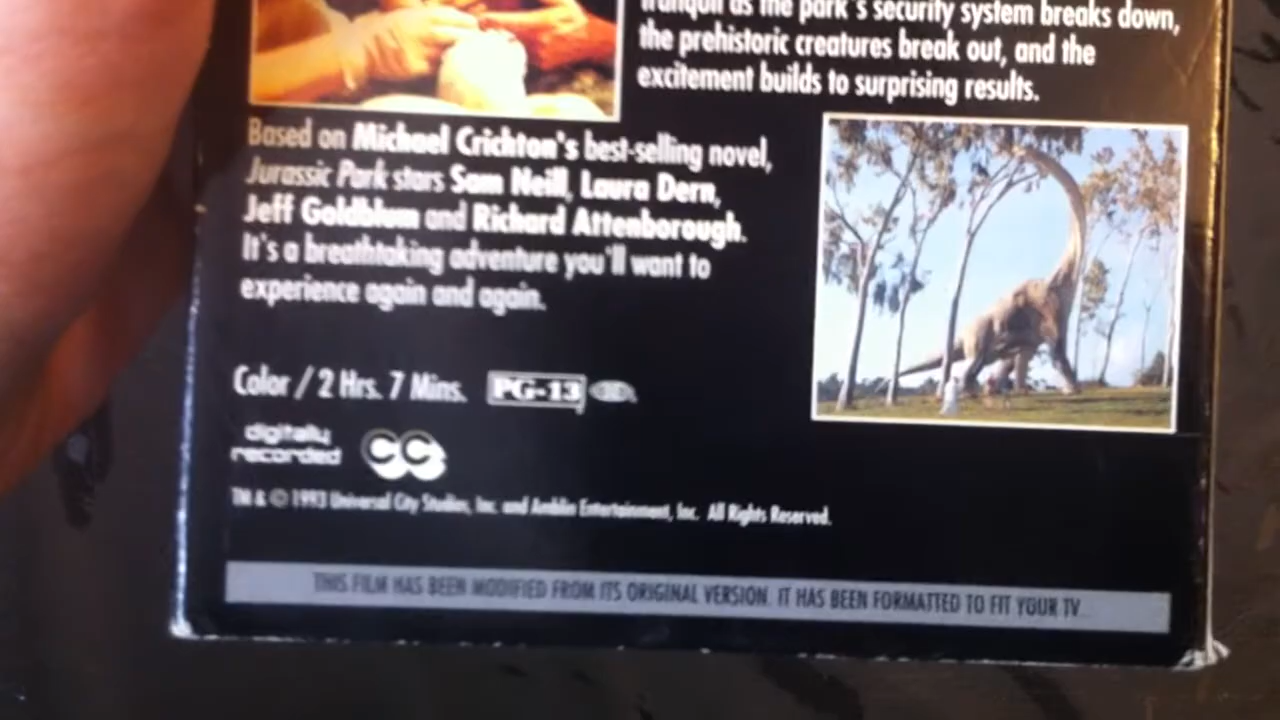 tranquil as the park's security system breaks down,
the prehistoric creatures break out, and the
excitement builds to surprising results.
Based on Michael Crichton's best-selling novel,
Jurassic Park stars Sam Neill, Laura Dern,
Jeff Goldblum and Richard Attenborough.
It's a breathtaking adventure you'll want to
experience again and again.
Color / 2 Hrs. 7 Mins. PG-13
digitally
recorded
CC
TM & © 1993 Universal City Studios, Inc. and Amblin Entertainment, Inc. All Rights Reserved.
THIS FILM HAS BEEN MODIFIED FROM ITS ORIGINAL VERSION. IT HAS BEEN FORMATTED TO FIT YOUR TV.